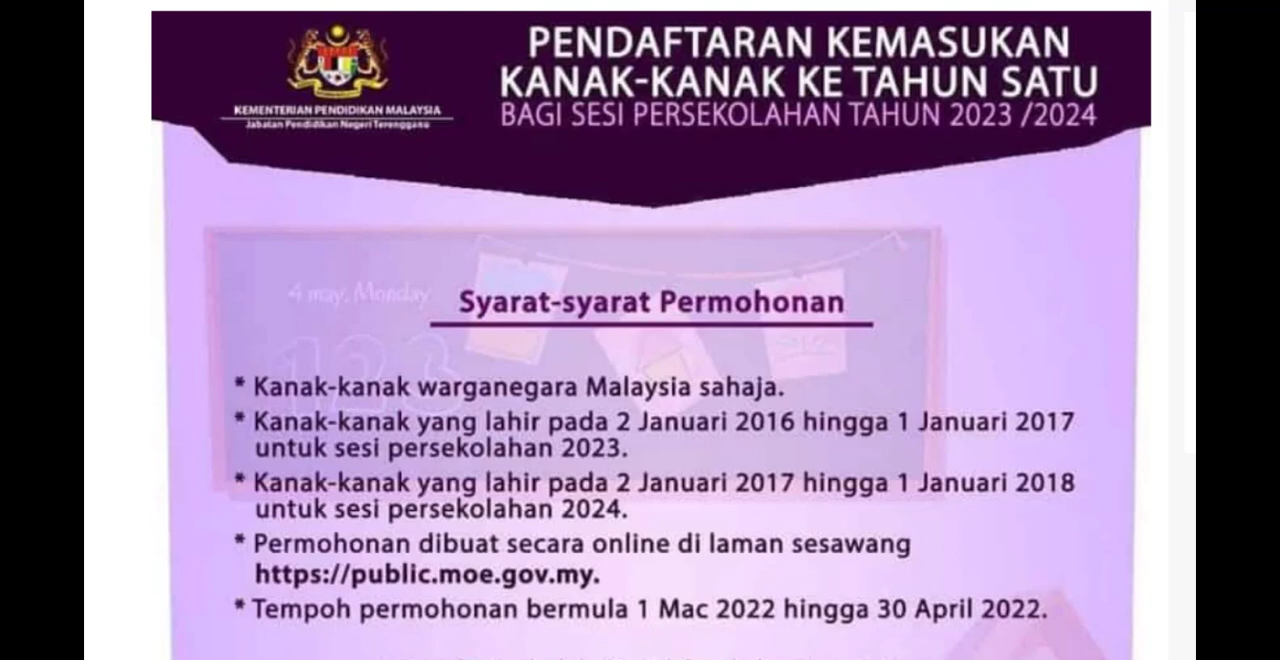 PENDAFTARAN KEMASUKAN
KANAK-KANAK KE TAHUN SATU
BAGI SESI PERSEKOLAHAN TAHUN 2023 /2024
KEMENTERIAN PENDIDIKAN MALAYSIA
Jabatan Pendidikan Negeri Terengganu
4 may, Monday
123
Syarat-syarat Permohonan
* Kanak-kanak warganegara Malaysia sahaja.
* Kanak-kanak yang lahir pada 2 Januari 2016 hingga 1 Januari 2017
untuk sesi persekolahan 2023.
* Kanak-kanak yang lahir pada 2 Januari 2017 hingga 1 Januari 2018
untuk sesi persekolahan 2024.
* Permohonan dibuat secara online di laman sesawang
https://public.moe.gov.my.
* Tempoh permohonan bermula 1 Mac 2022 hingga 30 April 2022.